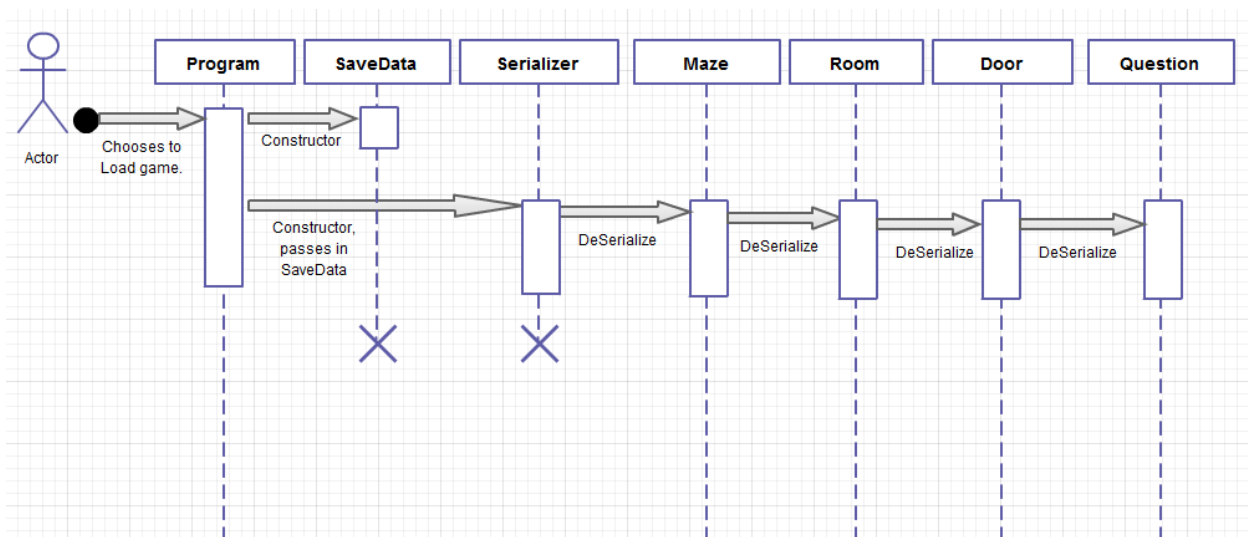 Program
SaveData
Serializer
Maze
Room
Door
Question
Actor
Chooses to
Load game.
Constructor
Constructor,
passes in
SaveData
DeSerialize
DeSerialize
DeSerialize
DeSerialize